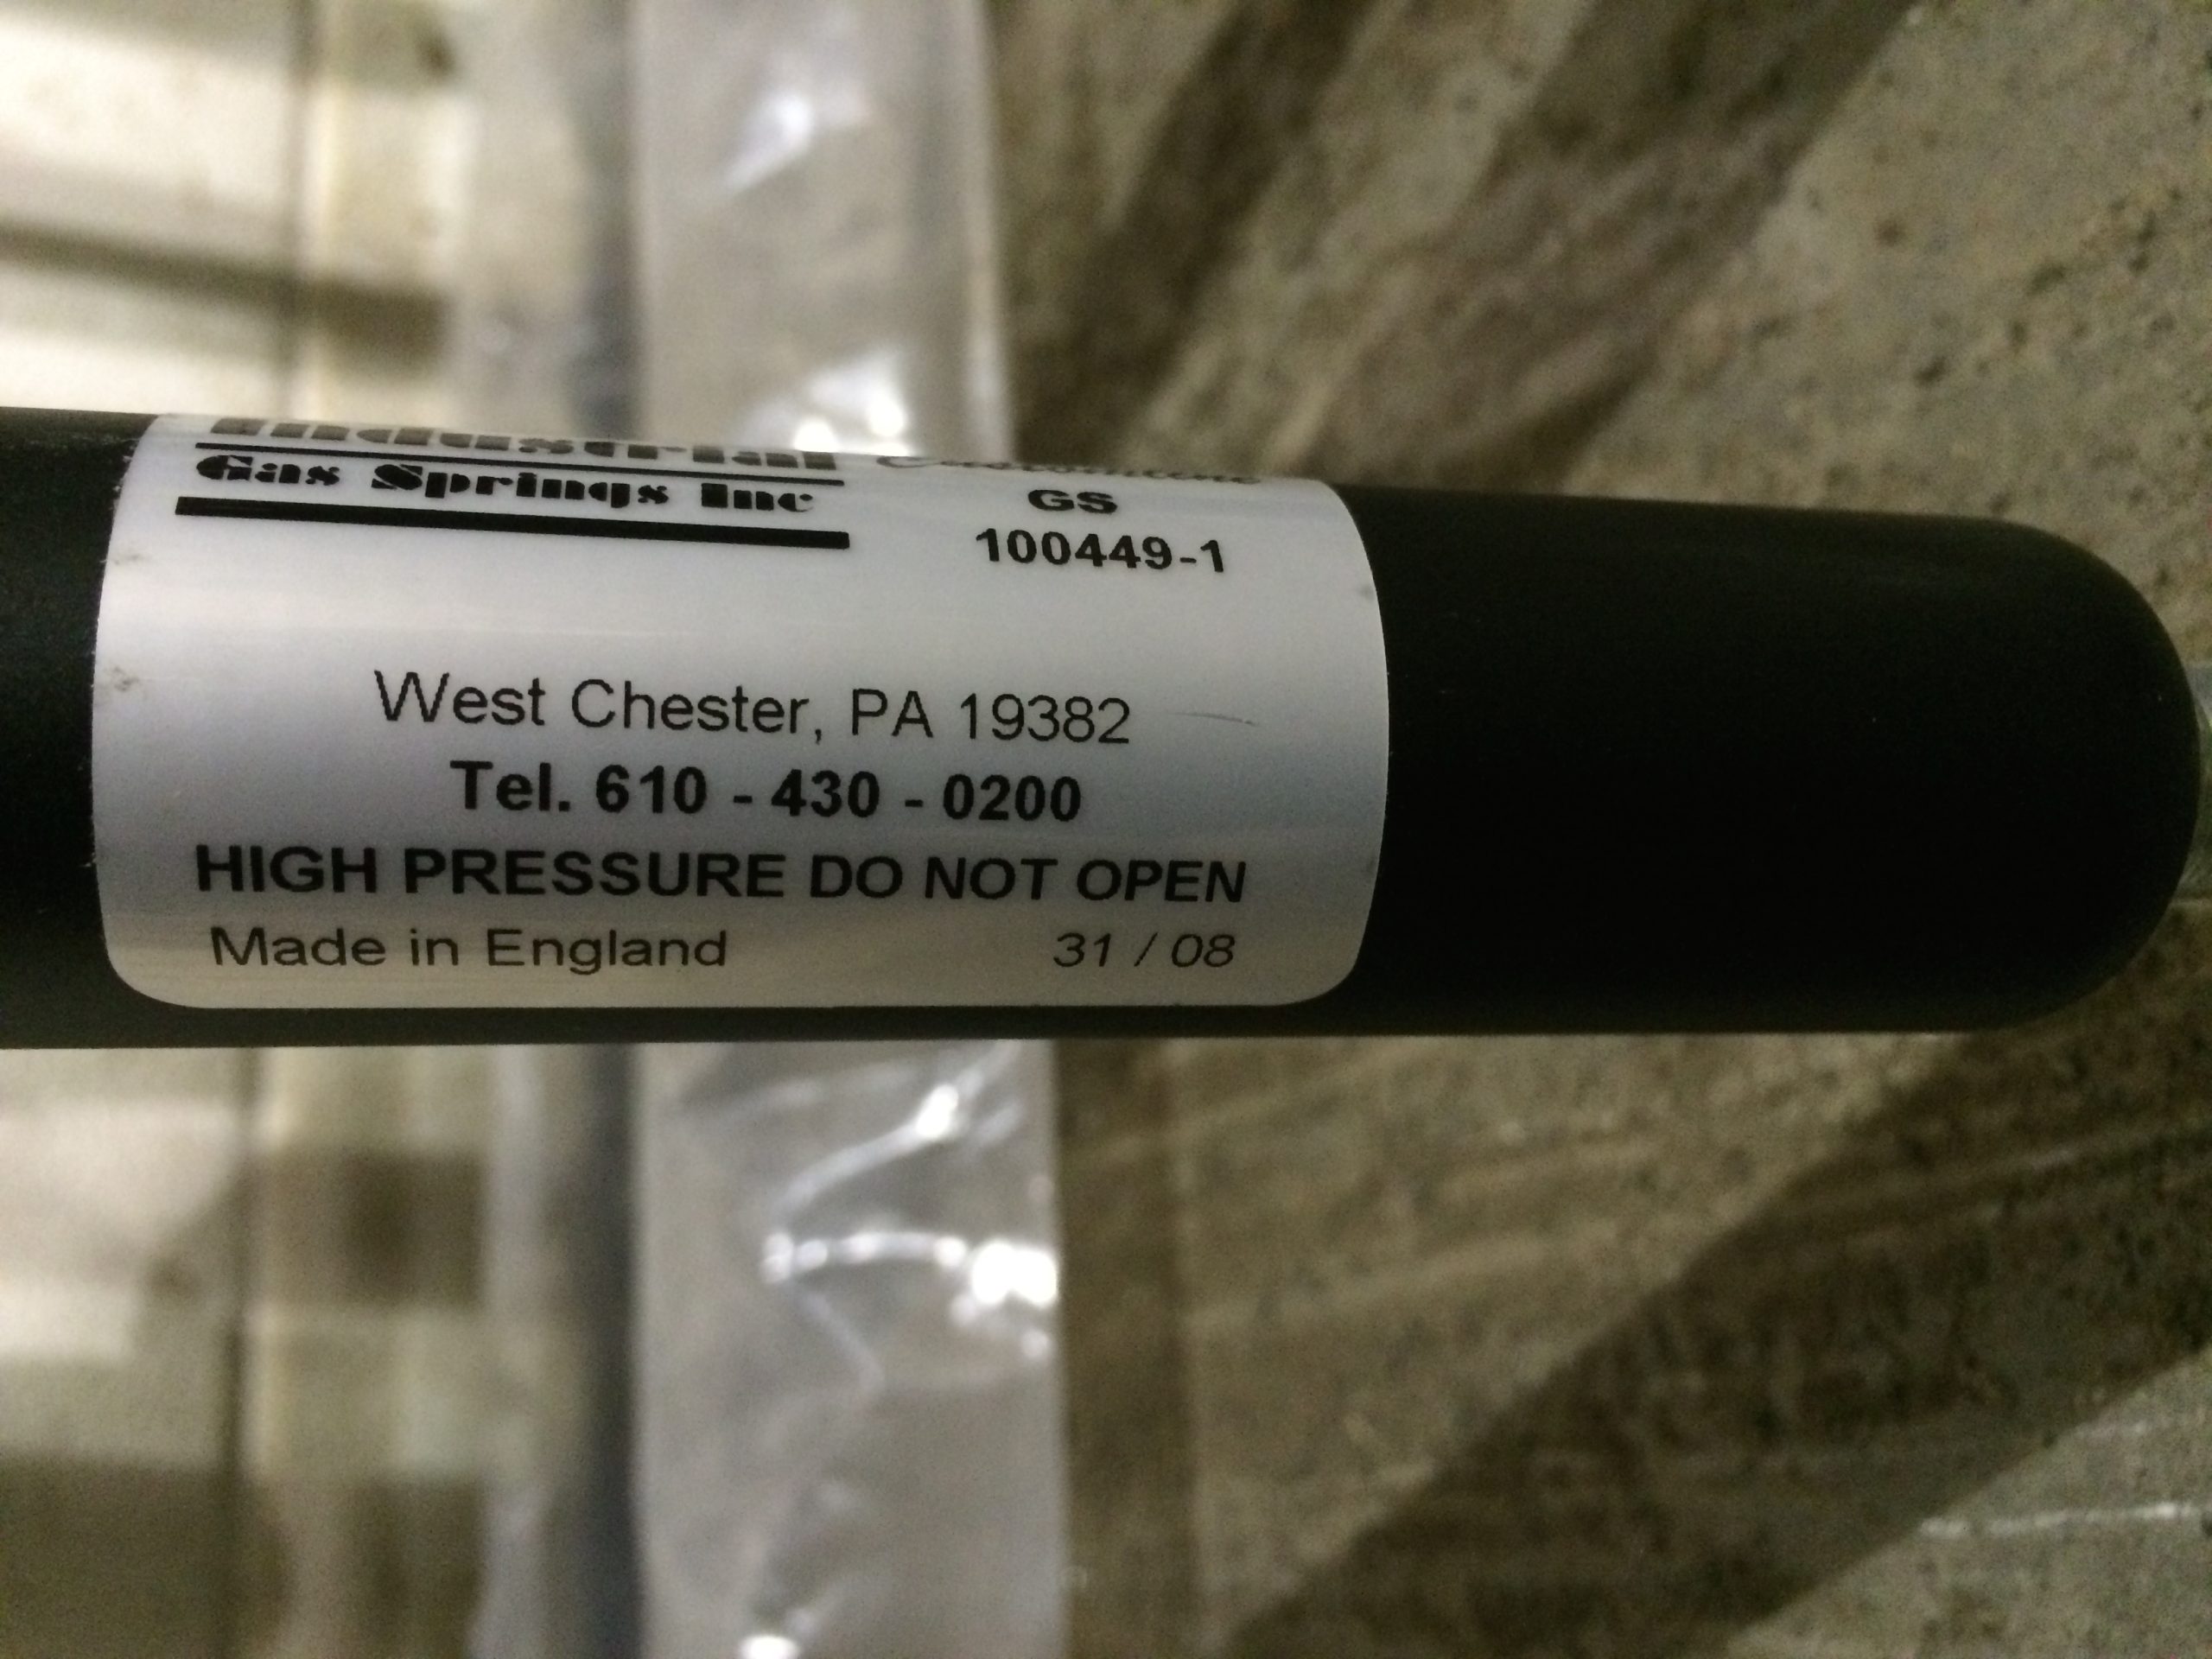 Industrial
Gas Springs Inc
GS
100449-1
West Chester, PA 19382
Tel. 610 - 430 - 0200
HIGH PRESSURE DO NOT OPEN
Made in England 31 / 08